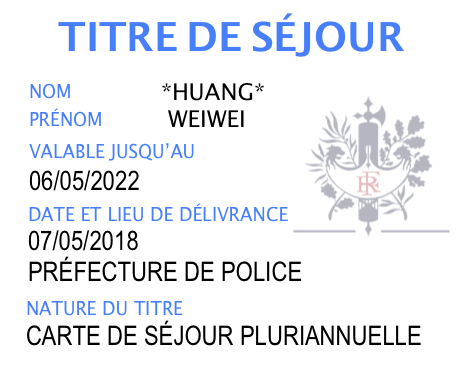 TITRE DE SÉJOUR
NOM *HUANG*
PRÉNOM WEIWEI
VALABLE JUSQU’AU
06/05/2022
DATE ET LIEU DE DÉLIVRANCE
07/05/2018
PRÉFECTURE DE POLICE
NATURE DU TITRE
CARTE DE SÉJOUR PLURIANNUELLE
RF